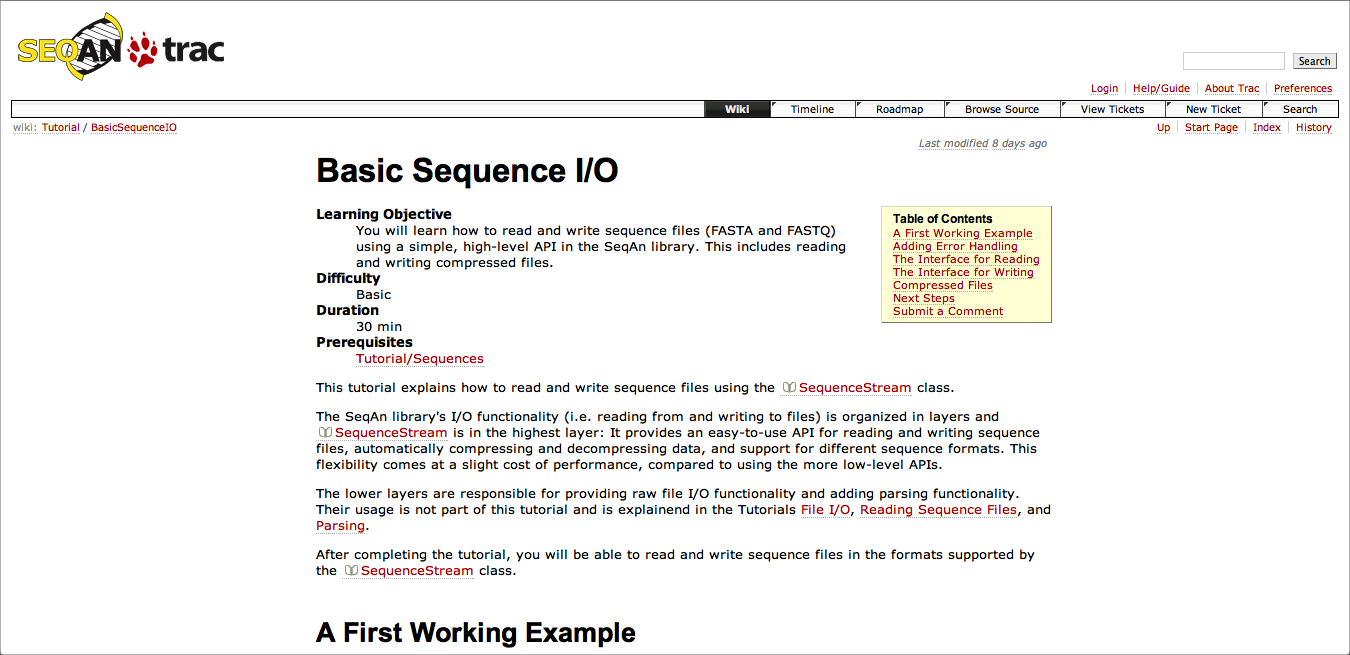 SEQAN trac
Search
Login Help/Guide About Trac Preferences
Wiki Timeline Roadmap Browse Source View Tickets New Ticket Search
wiki: Tutorial / BasicSequenceIO
Up Start Page Index History
Last modified 8 days ago
Basic Sequence I/O
Learning Objective
You will learn how to read and write sequence files (FASTA and FASTQ)
using a simple, high-level API in the SeqAn library. This includes reading
and writing compressed files.
Difficulty
Basic
Duration
30 min
Prerequisites
Tutorial/Sequences
Table of Contents
A First Working Example
Adding Error Handling
The Interface for Reading
The Interface for Writing
Compressed Files
Next Steps
Submit a Comment
This tutorial explains how to read and write sequence files using the SequenceStream class.
The SeqAn library's I/O functionality (i.e. reading from and writing to files) is organized in layers and
SequenceStream is in the highest layer: It provides an easy-to-use API for reading and writing sequence
files, automatically compressing and decompressing data, and support for different sequence formats. This
flexibility comes at a slight cost of performance, compared to using the more low-level APIs.
The lower layers are responsible for providing raw file I/O functionality and adding parsing functionality.
Their usage is not part of this tutorial and is explainend in the Tutorials File I/O, Reading Sequence Files, and
Parsing.
After completing the tutorial, you will be able to read and write sequence files in the formats supported by
the SequenceStream class.
A First Working Example